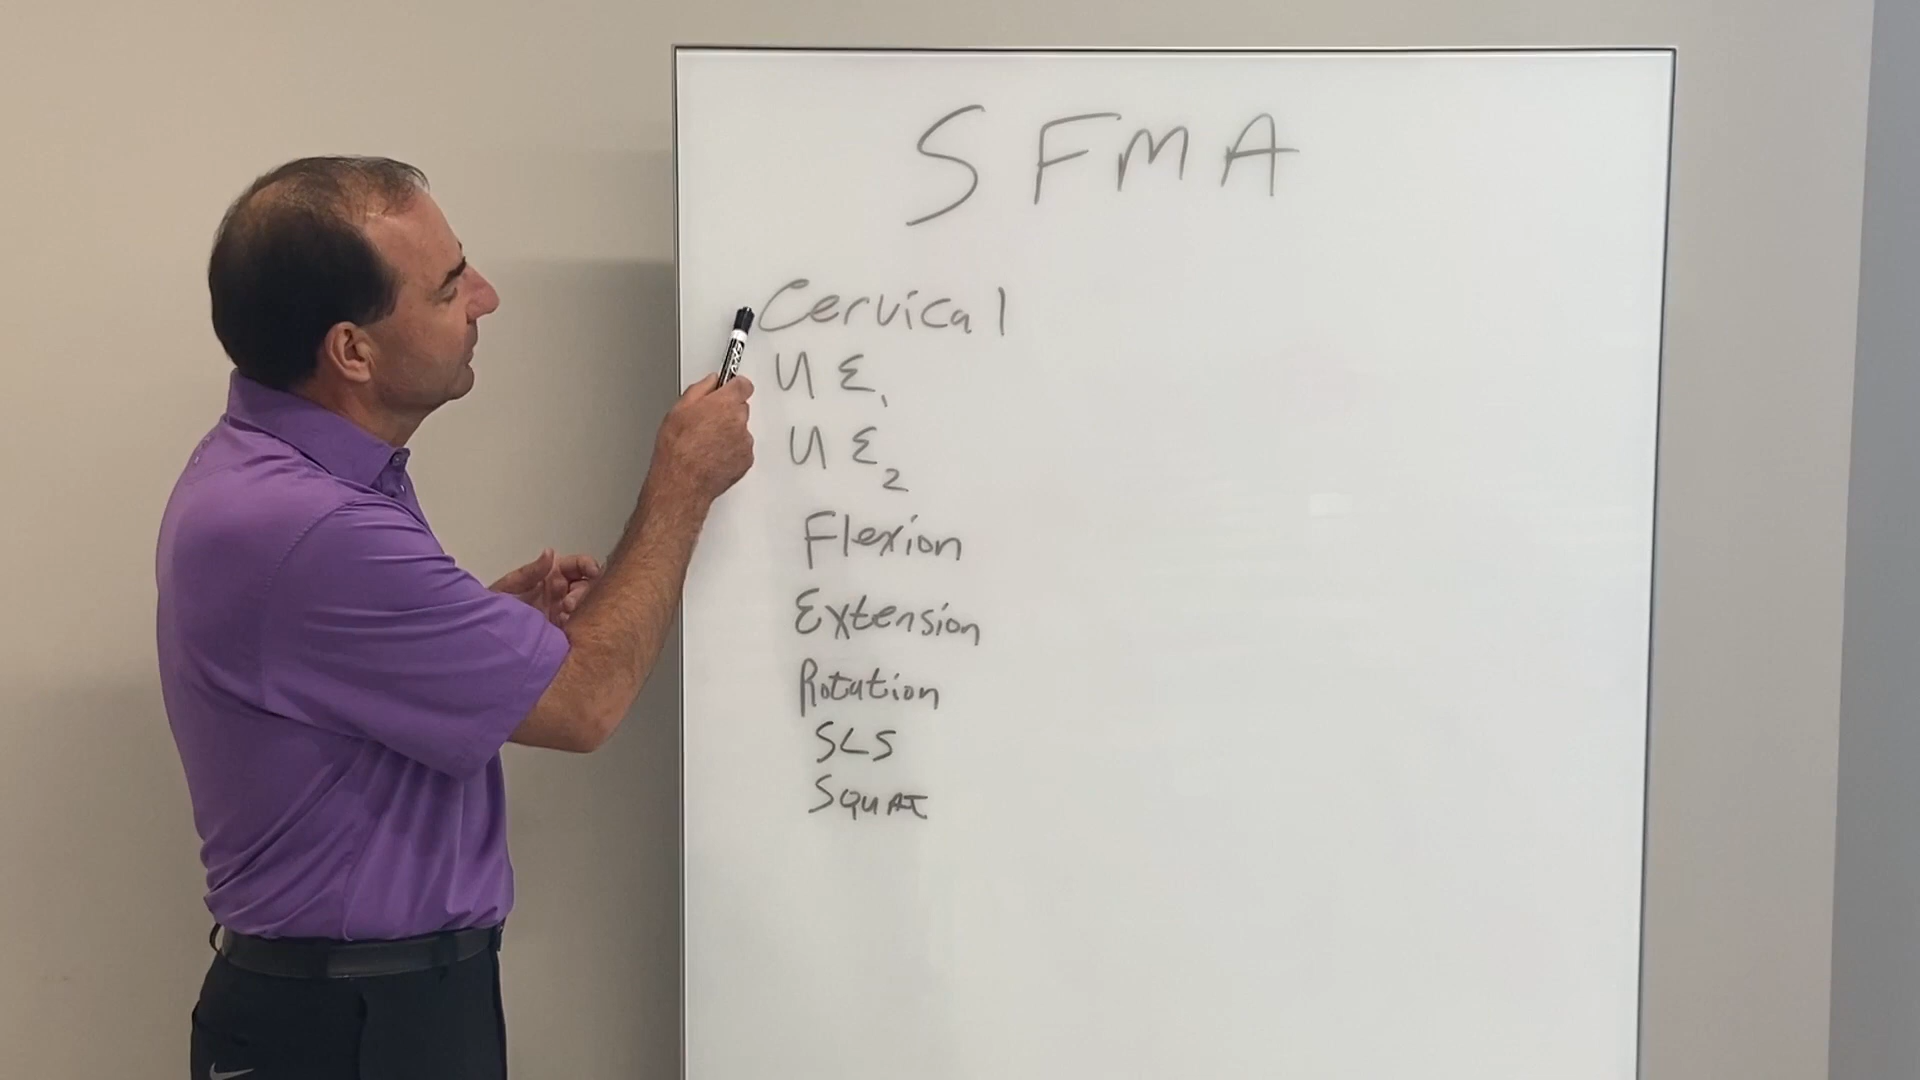 SFMA
Cervical
UE1
UE2
Flexion
Extension
Rotation
SLS
SQUAT